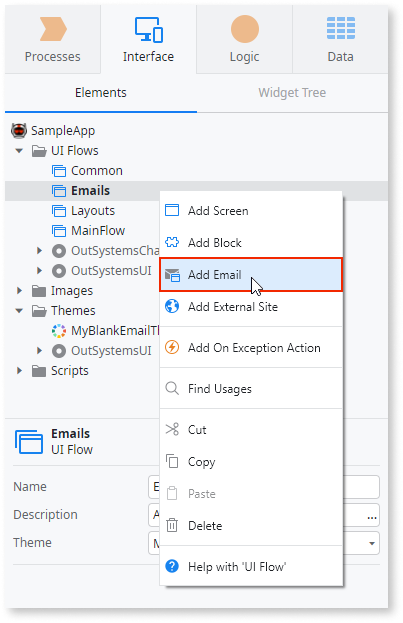 Processes
Interface
Logic
Data
Elements
Widget Tree
SampleApp
UI Flows
Common
Emails
Layouts
MainFlow
OutSystemsCha
OutSystemsUI
Images
Themes
MyBlankEmailTh
OutSystemsUI
Scripts
Add Screen
Add Block
Add Email
Add External Site
Add On Exception Action
Find Usages
Cut
Copy
Paste
Delete
Help with 'UI Flow'
Emails
UI Flow
Name
Description
...
Theme